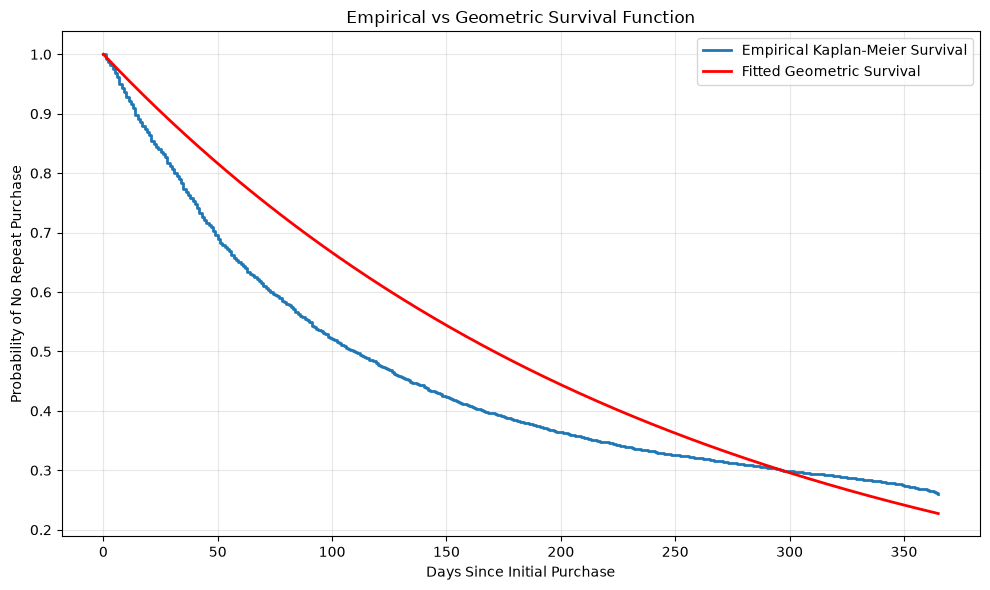 Empirical vs Geometric Survival Function
Empirical Kaplan-Meier Survival
Fitted Geometric Survival
Probability of No Repeat Purchase
1.0
0.9
0.8
0.7
0.6
0.5
0.4
0.3
0.2
0 50 100 150 200 250 300 350
Days Since Initial Purchase